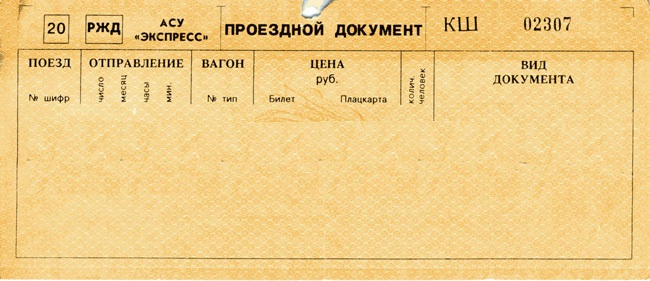 20 РЖД АСУ «ЭКСПРЕСС» ПРОЕЗДНОЙ ДОКУМЕНТ КШ 02307
ПОЕЗД ОТПРАВЛЕНИЕ ВАГОН ЦЕНА руб. ВИД ДОКУМЕНТА
№ шифр число месяц часы мин. № тип Билет Плацкарта колич. человек